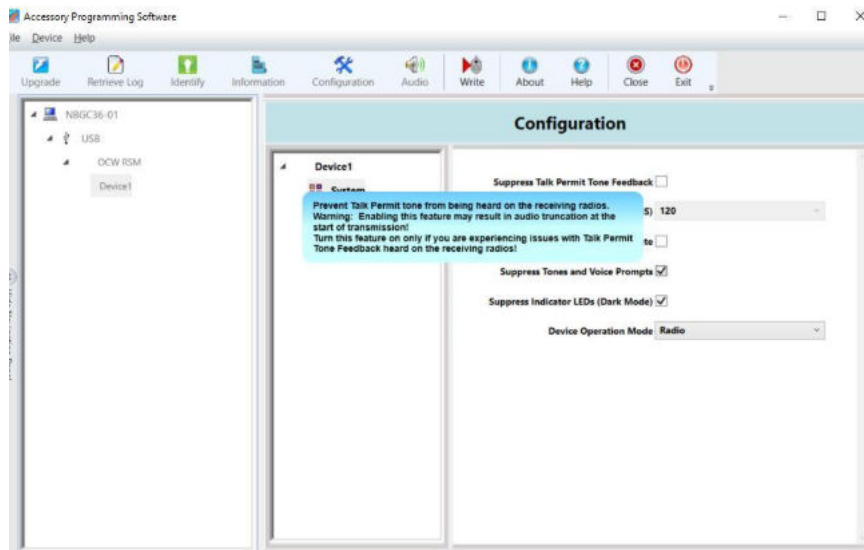 Accessory Programming Software
ile Device Help
Upgrade Retrieve Log Identify Information Configuration Audio Write About Help Close Exit
NBGC36-01
USB
OCW RSM
Device1
Configuration
Device1
System
Prevent Talk Permit tone from being heard on the receiving radios.
Warning: Enabling this feature may result in audio truncation at the
start of transmission!
Turn this feature on only if you are experiencing issues with Talk Permit
Tone Feedback heard on the receiving radios!
Suppress Talk Permit Tone Feedback
S) 120
te
Suppress Tones and Voice Prompts
Suppress Indicator LEDs (Dark Mode)
Device Operation Mode Radio